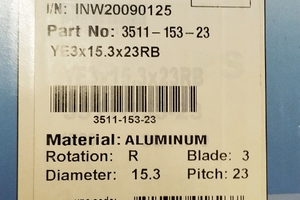 I/N: INW20090125
Part No: 3511-153-23
YE3x15.3x23RB
3511-153-23
Material: ALUMINUM
Rotation: R Blade: 3
Diameter: 15.3 Pitch: 23